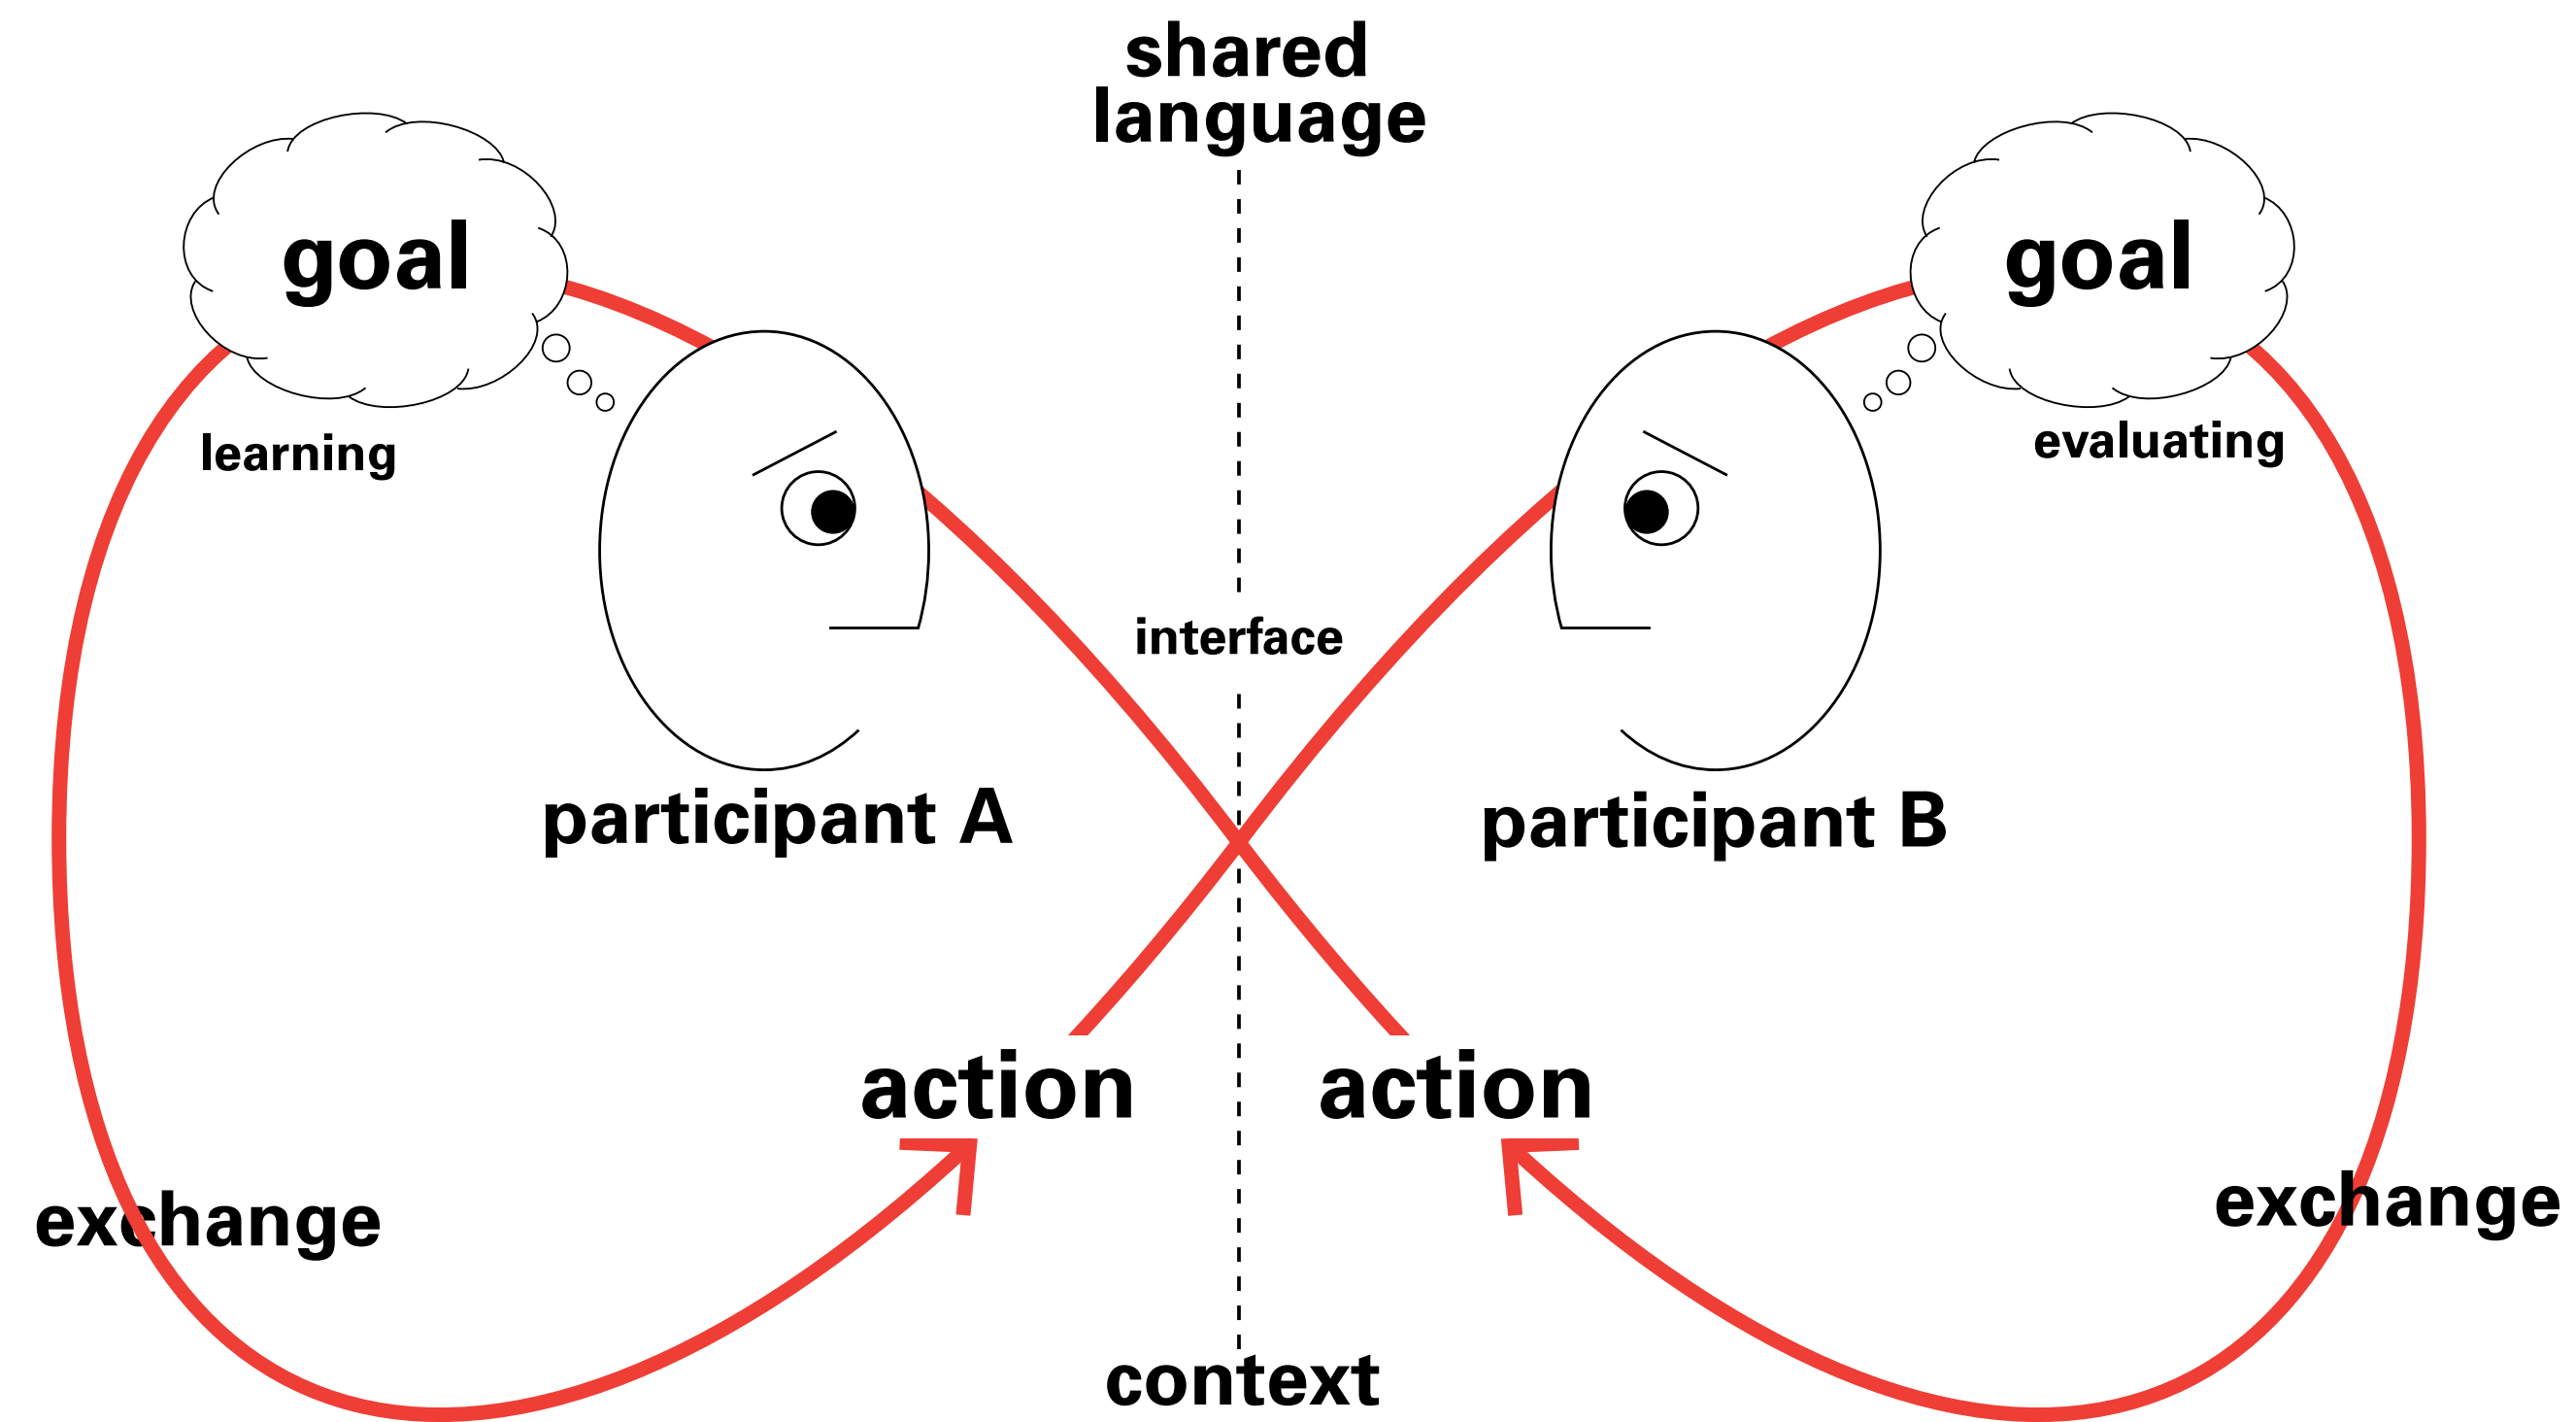 shared
language
goal
goal
learning
evaluating
interface
participant A
participant B
action
action
exchange
exchange
context